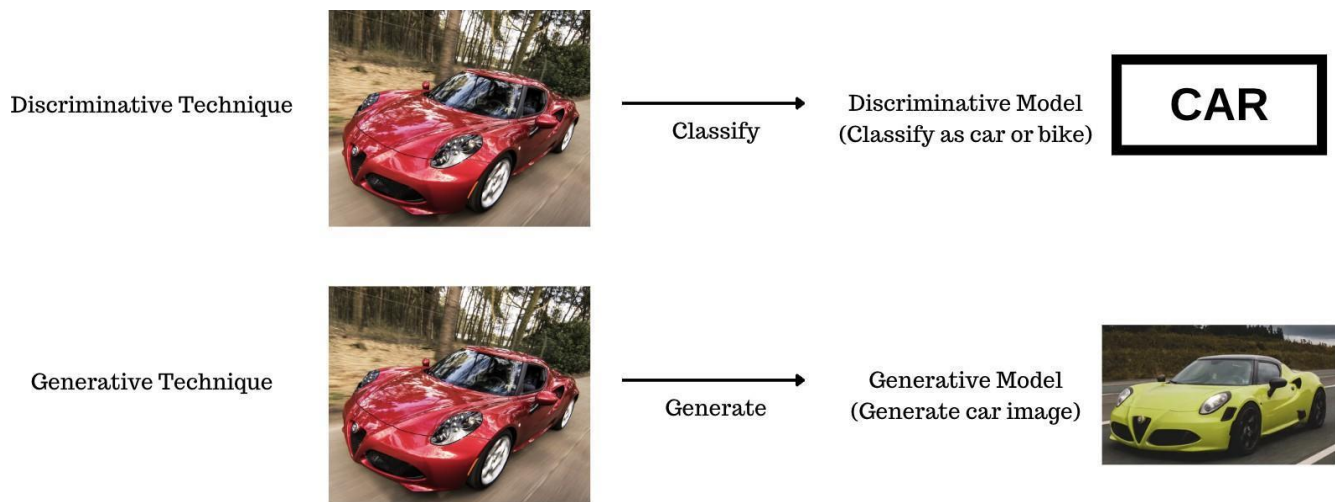 Discriminative Technique
Classify
Discriminative Model
(Classify as car or bike)
CAR
Generative Technique
Generate
Generative Model
(Generate car image)